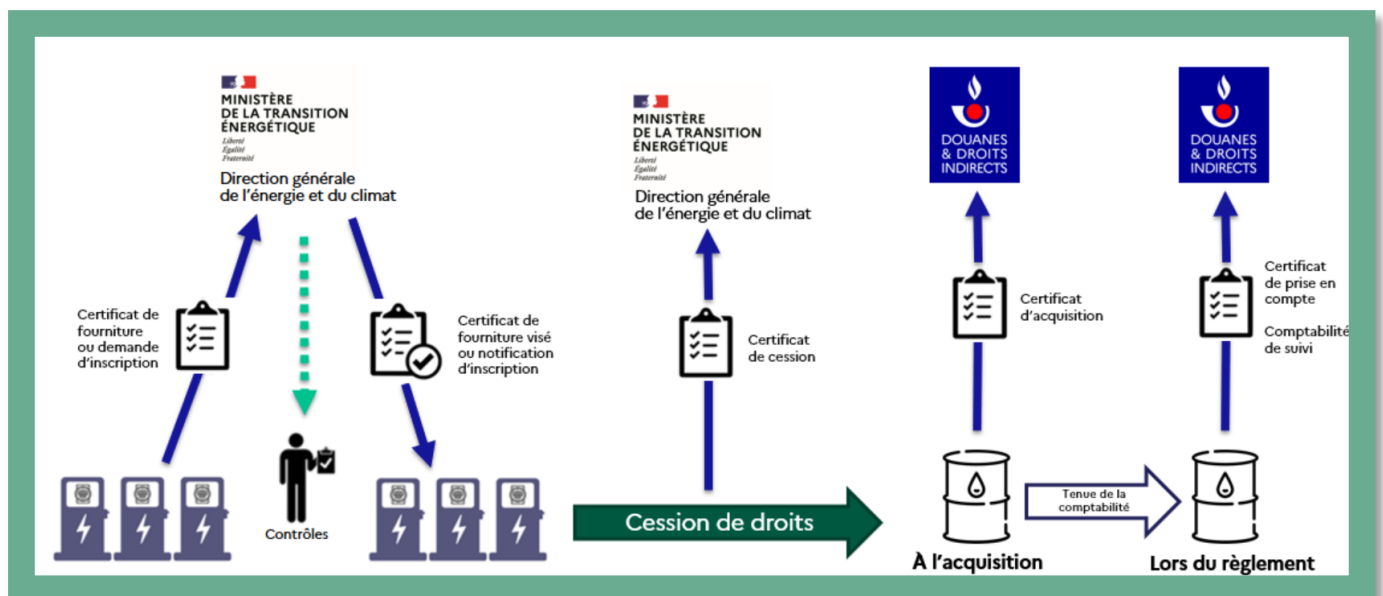 MINISTÈRE
DE LA TRANSITION
ÉNERGÉTIQUE
Liberté
Égalité
Fraternité
Direction générale
de l'énergie et du climat
Certificat de
fourniture
ou demande
d'inscription
Certificat de
fourniture visé
ou notification
d'inscription
Contrôles
MINISTÈRE
DE LA TRANSITION
ÉNERGÉTIQUE
Liberté
Égalité
Fraternité
Direction générale
de l'énergie et du climat
Certificat
de cession
Cession de droits
DOUANES
& DROITS
INDIRECTS
Certificat
d'acquisition
À l'acquisition
Tenue de la
comptabilité
DOUANES
& DROITS
INDIRECTS
Certificat
de prise en
compte
Comptabilité
de suivi
Lors du règlement